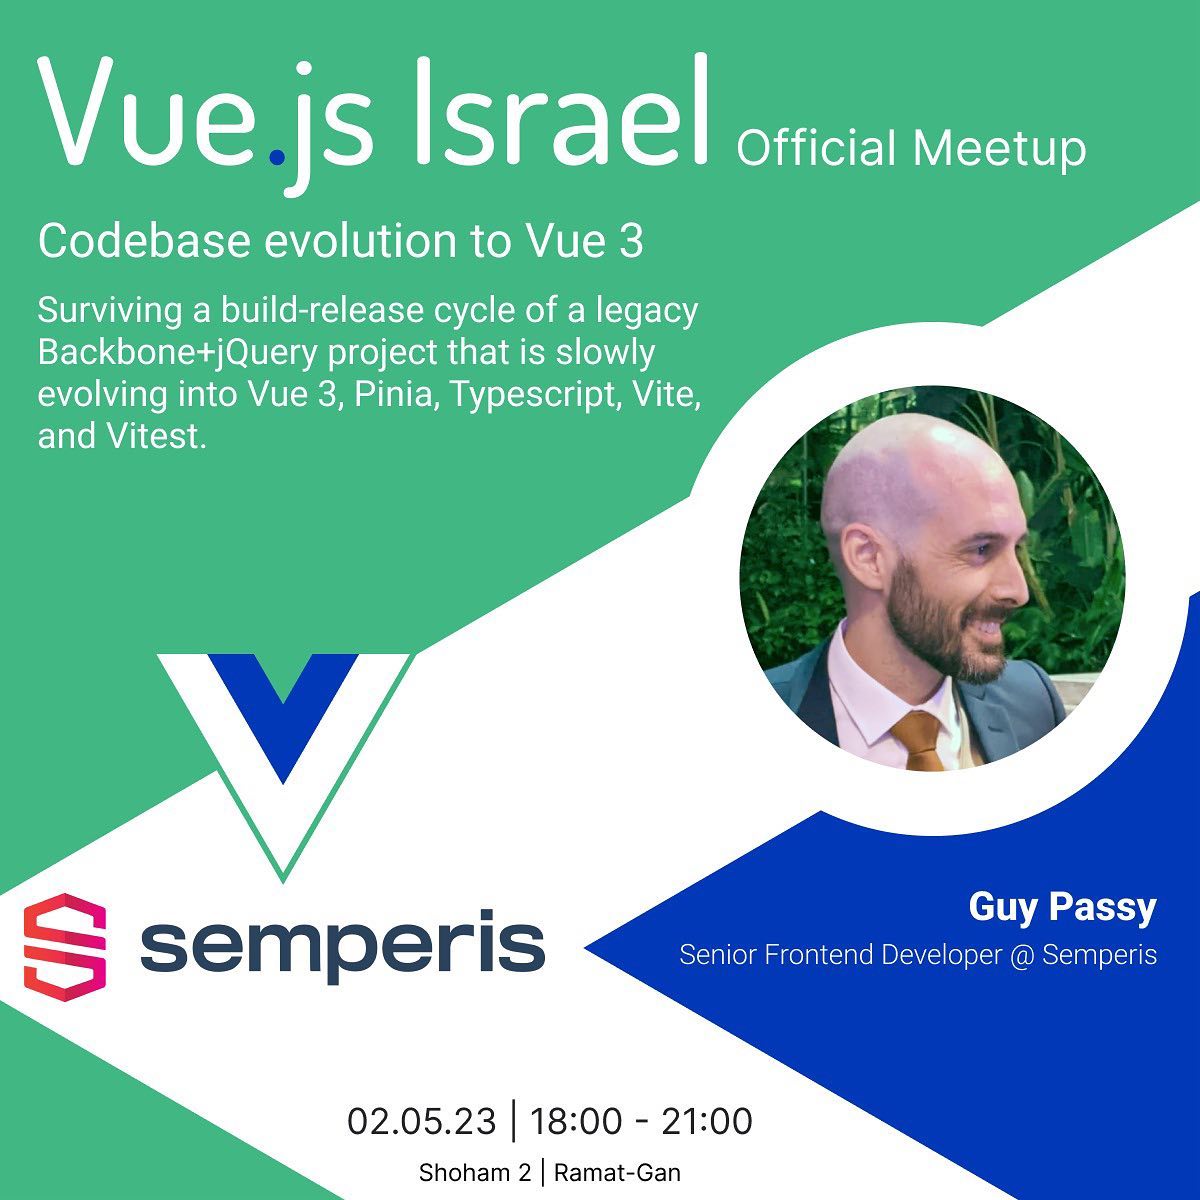 Vue.js Israel Official Meetup
Codebase evolution to Vue 3
Surviving a build-release cycle of a legacy
Backbone+jQuery project that is slowly
evolving into Vue 3, Pinia, Typescript, Vite,
and Vitest.
semperis
Guy Passy
Senior Frontend Developer @ Semperis
02.05.23 | 18:00 - 21:00
Shoham 2 | Ramat-Gan